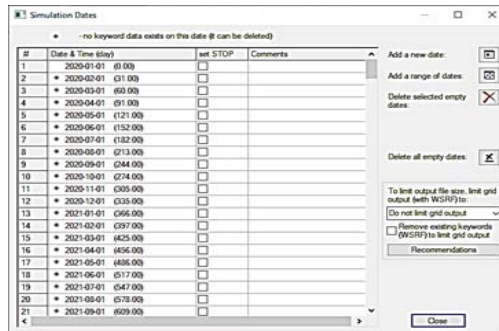 Simulation Dates
* - no keyword data exists on this date (it can be deleted)
# Date & Time (day) set STOP Comments
1 2020-01-01 (0.00)
2 * 2020-02-01 (31.00)
3 * 2020-03-01 (60.00)
4 * 2020-04-01 (91.00)
5 * 2020-05-01 (121.00)
6 * 2020-06-01 (152.00)
7 * 2020-07-01 (182.00)
8 * 2020-08-01 (213.00)
9 * 2020-09-01 (244.00)
10 * 2020-10-01 (274.00)
11 * 2020-11-01 (305.00)
12 * 2020-12-01 (335.00)
13 * 2021-01-01 (366.00)
14 * 2021-02-01 (397.00)
15 * 2021-03-01 (425.00)
16 * 2021-04-01 (456.00)
17 * 2021-05-01 (486.00)
18 * 2021-06-01 (517.00)
19 * 2021-07-01 (547.00)
20 * 2021-08-01 (578.00)
21 * 2021-09-01 (609.00)
Add a new date:
Add a range of dates:
Delete selected empty
dates:
Delete all empty dates:
To limit output file size, limit grid
output (with WSRF) to:
Do not limit grid output
Remove existing keywords
(WSRF) to limit grid output
Recommendations
Close